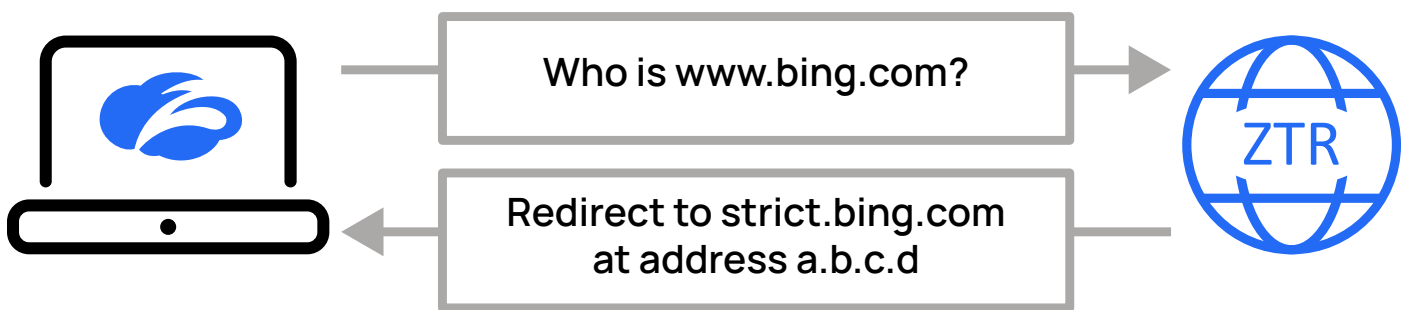 Who is www.bing.com?
ZTR
Redirect to strict.bing.com
at address a.b.c.d